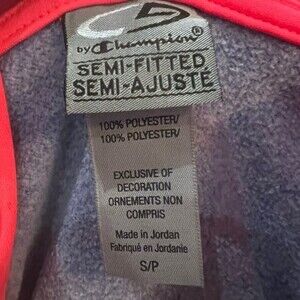 by Champion®
SEMI-FITTED
SEMI-AJUSTE
100% POLYESTER/
100% POLYESTER/
EXCLUSIVE OF
DECORATION
ORNEMENTS NON
COMPRIS
Made in Jordan
Fabriqué en Jordanie
S/P